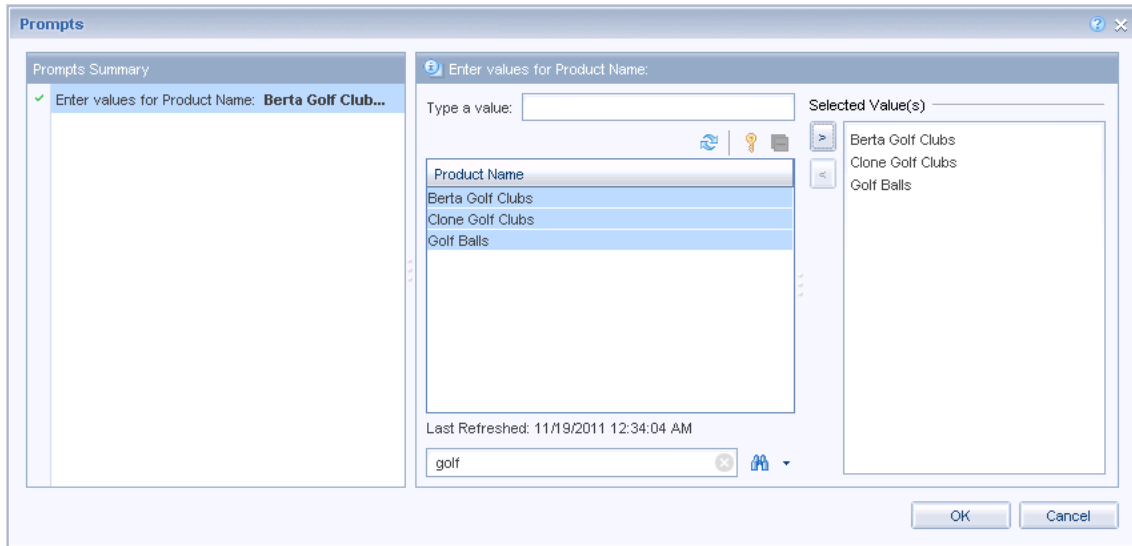 Prompts
Prompts Summary
Enter values for Product Name: Berta Golf Club...
Enter values for Product Name:
Type a value:
Product Name
Berta Golf Clubs
Clone Golf Clubs
Golf Balls
Last Refreshed: 11/19/2011 12:34:04 AM
golf
Selected Value(s)
>
<
Berta Golf Clubs
Clone Golf Clubs
Golf Balls
OK
Cancel